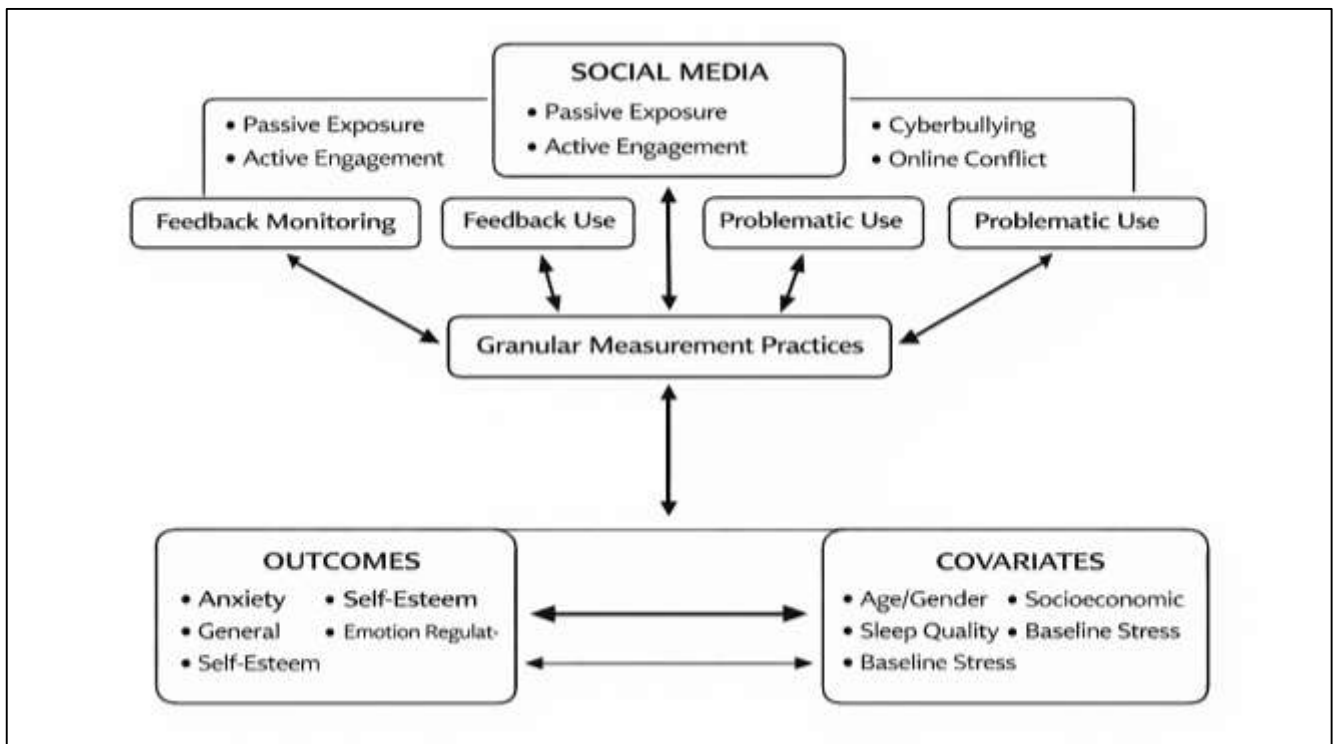 SOCIAL MEDIA
• Passive Exposure
• Active Engagement
• Passive Exposure
• Active Engagement
• Cyberbullying
• Online Conflict
Feedback Monitoring
Feedback Use
Problematic Use
Problematic Use
Granular Measurement Practices
OUTCOMES
• Anxiety • Self-Esteem
• General • Emotion Regulat-
• Self-Esteem
COVARIATES
• Age/Gender • Socioeconomic
• Sleep Quality • Baseline Stress
• Baseline Stress